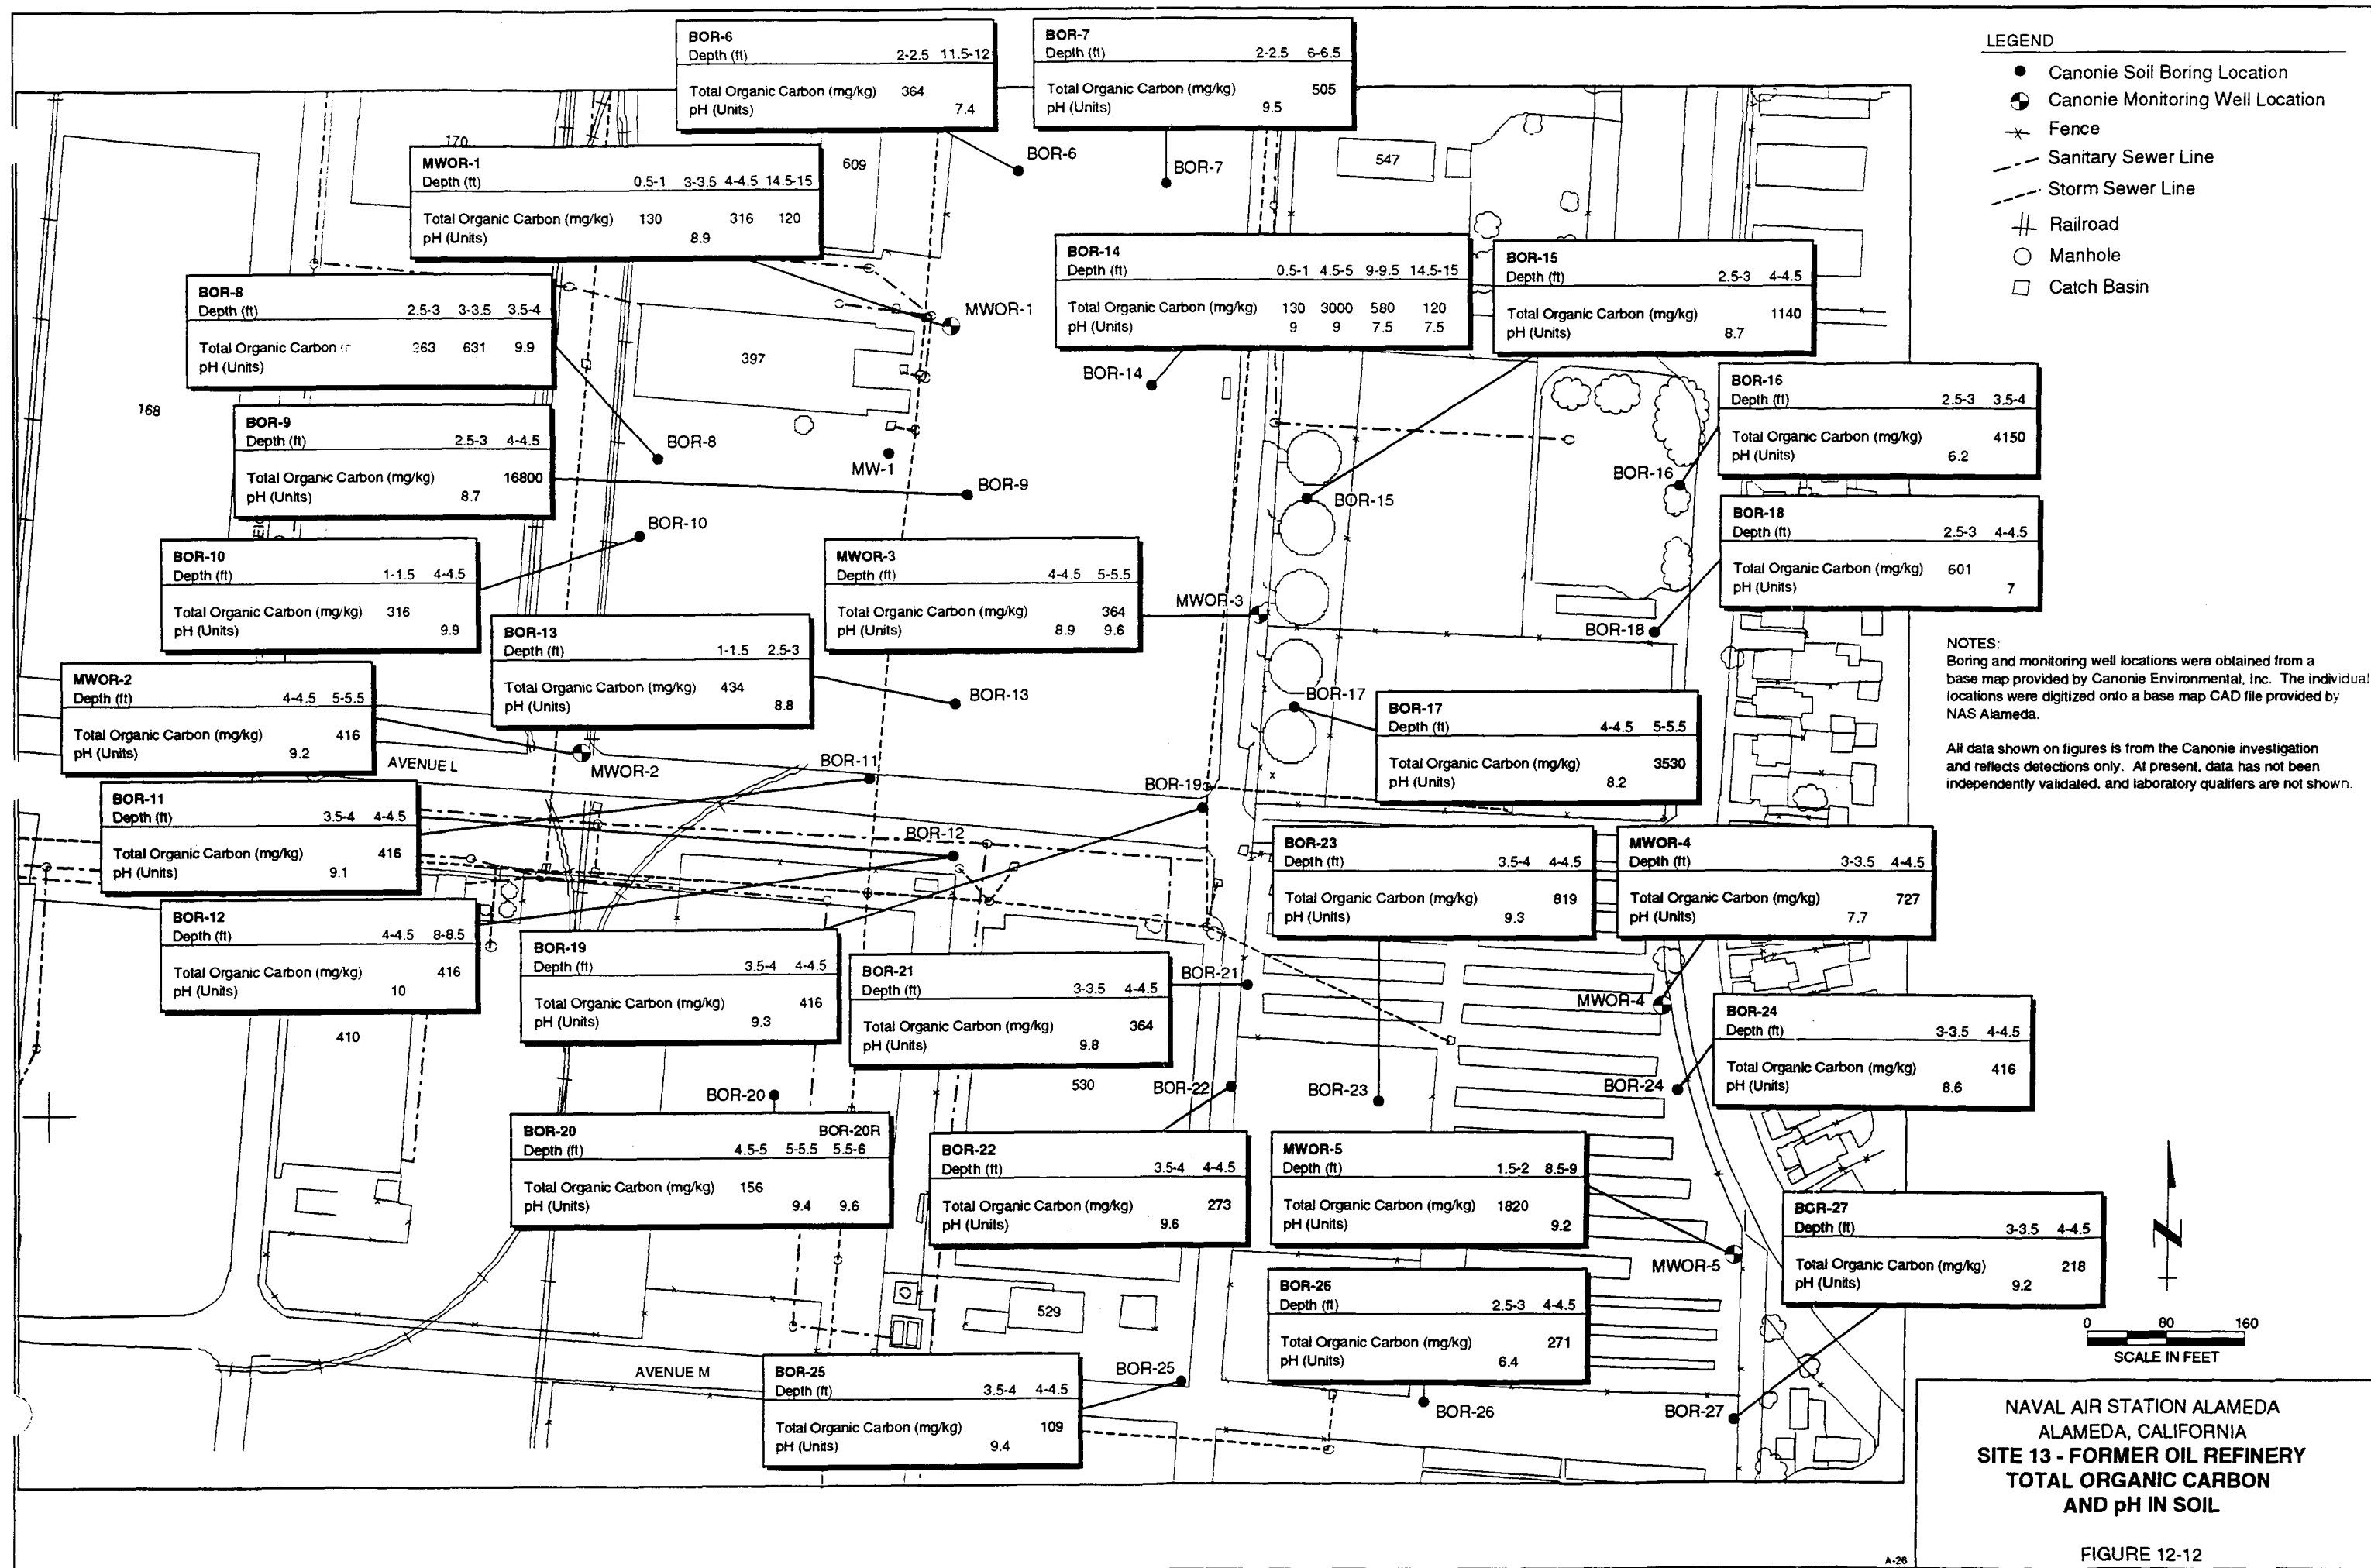 BOR-6
Depth (ft) 2-2.5 11.5-12
Total Organic Carbon (mg/kg) 364
pH (Units) 7.4
BOR-7
Depth (ft) 2-2.5 6-6.5
Total Organic Carbon (mg/kg) 505
pH (Units) 9.5
LEGEND
Canonie Soil Boring Location
Canonie Monitoring Well Location
Fence
Sanitary Sewer Line
Storm Sewer Line
Railroad
Manhole
Catch Basin
170
609
BOR-6
BOR-7
547
MWOR-1
Depth (ft) 0.5-1 3-3.5 4-4.5 14.5-15
Total Organic Carbon (mg/kg) 130 316 120
pH (Units) 8.9
BOR-14
Depth (ft) 0.5-1 4.5-5 9-9.5 14.5-15
Total Organic Carbon (mg/kg) 130 3000 580 120
pH (Units) 9 9 7.5 7.5
BOR-15
Depth (ft) 2.5-3 4-4.5
Total Organic Carbon (mg/kg) 1140
pH (Units) 8.7
BOR-8
Depth (ft) 2.5-3 3-3.5 3.5-4
Total Organic Carbon 263 631 9.9
pH (Units)
MWOR-1
397
BOR-14
168
BOR-16
Depth (ft) 2.5-3 3.5-4
Total Organic Carbon (mg/kg) 4150
pH (Units) 6.2
BOR-9
Depth (ft) 2.5-3 4-4.5
Total Organic Carbon (mg/kg) 16800
pH (Units) 8.7
BOR-8
MW-1
BOR-9
BOR-15
BOR-16
BOR-10
BOR-18
Depth (ft) 2.5-3 4-4.5
Total Organic Carbon (mg/kg) 601
pH (Units) 7
BOR-10
Depth (ft) 1-1.5 4-4.5
Total Organic Carbon (mg/kg) 316
pH (Units) 9.9
MWOR-3
Depth (ft) 4-4.5 5-5.5
Total Organic Carbon (mg/kg) 364
pH (Units) 8.9 9.6
MWOR-3
BOR-18
BOR-13
Depth (ft) 1-1.5 2.5-3
Total Organic Carbon (mg/kg) 434
pH (Units) 8.8
BOR-13
BOR-17
NOTES:
Boring and monitoring well locations were obtained from a
base map provided by Canonie Environmental, Inc. The individual
locations were digitized onto a base map CAD file provided by
NAS Alameda.
All data shown on figures is from the Canonie investigation
and reflects detections only. At present, data has not been
independently validated, and laboratory qualifers are not shown.
MWOR-2
Depth (ft) 4-4.5 5-5.5
Total Organic Carbon (mg/kg) 416
pH (Units) 9.2
BOR-17
Depth (ft) 4-4.5 5-5.5
Total Organic Carbon (mg/kg) 3530
pH (Units) 8.2
AVENUE L
MWOR-2
BOR-11
BOR-19
BOR-11
Depth (ft) 3.5-4 4-4.5
Total Organic Carbon (mg/kg) 416
pH (Units) 9.1
BOR-12
BOR-23
Depth (ft) 3.5-4 4-4.5
Total Organic Carbon (mg/kg) 819
pH (Units) 9.3
MWOR-4
Depth (ft) 3-3.5 4-4.5
Total Organic Carbon (mg/kg) 727
pH (Units) 7.7
BOR-12
Depth (ft) 4-4.5 8-8.5
Total Organic Carbon (mg/kg) 416
pH (Units) 10
BOR-19
Depth (ft) 3.5-4 4-4.5
Total Organic Carbon (mg/kg) 416
pH (Units) 9.3
BOR-21
Depth (ft) 3-3.5 4-4.5
Total Organic Carbon (mg/kg) 364
pH (Units) 9.8
BOR-21
MWOR-4
BOR-24
Depth (ft) 3-3.5 4-4.5
Total Organic Carbon (mg/kg) 416
pH (Units) 8.6
410
530
BOR-20
BOR-22
BOR-23
BOR-24
BOR-20 BOR-20R
Depth (ft) 4.5-5 5-5.5 5.5-6
Total Organic Carbon (mg/kg) 156
pH (Units) 9.4 9.6
BOR-22
Depth (ft) 3.5-4 4-4.5
Total Organic Carbon (mg/kg) 273
pH (Units) 9.6
MWOR-5
Depth (ft) 1.5-2 8.5-9
Total Organic Carbon (mg/kg) 1820
pH (Units) 9.2
BOR-27
Depth (ft) 3-3.5 4-4.5
Total Organic Carbon (mg/kg) 218
pH (Units) 9.2
N
MWOR-5
BOR-26
Depth (ft) 2.5-3 4-4.5
Total Organic Carbon (mg/kg) 271
pH (Units) 6.4
529
0 80 160
SCALE IN FEET
AVENUE M
BOR-25
Depth (ft) 3.5-4 4-4.5
Total Organic Carbon (mg/kg) 109
pH (Units) 9.4
BOR-25
BOR-26
BOR-27
NAVAL AIR STATION ALAMEDA
ALAMEDA, CALIFORNIA
SITE 13 - FORMER OIL REFINERY
TOTAL ORGANIC CARBON
AND pH IN SOIL
FIGURE 12-12
A-26